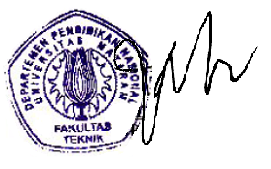 DEPARTEMEN PENDIDIKAN NASIONAL
UNIVERSITAS MATARAM
FAKULTAS
TEKNIK